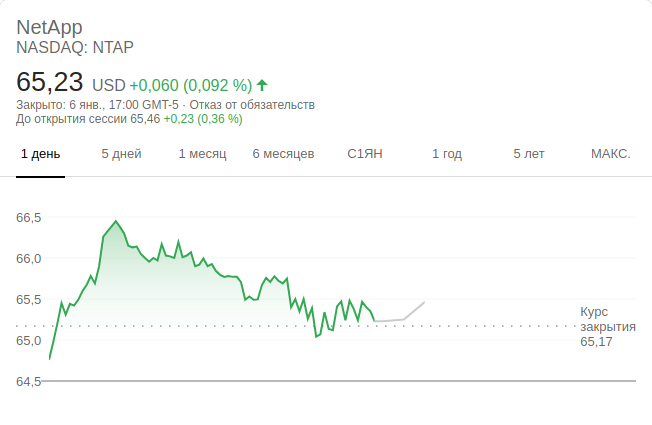 NetApp
NASDAQ: NTAP
65,23 USD +0,060 (0,092 %)
Закрыто: 6 янв., 17:00 GMT-5 · Отказ от обязательств
До открытия сессии 65,46 +0,23 (0,36 %)
1 день 5 дней 1 месяц 6 месяцев С1ЯН 1 год 5 лет МАКС.
66,5
66,0
65,5
65,0
64,5
Курс
закрытия
65,17